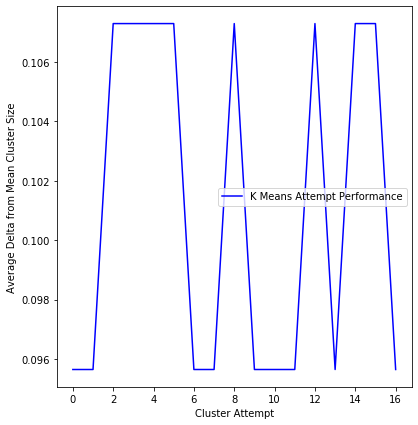 0.106
0.104
0.102
0.100
0.098
0.096
Average Delta from Mean Cluster Size
K Means Attempt Performance
0 2 4 6 8 10 12 14 16
Cluster Attempt